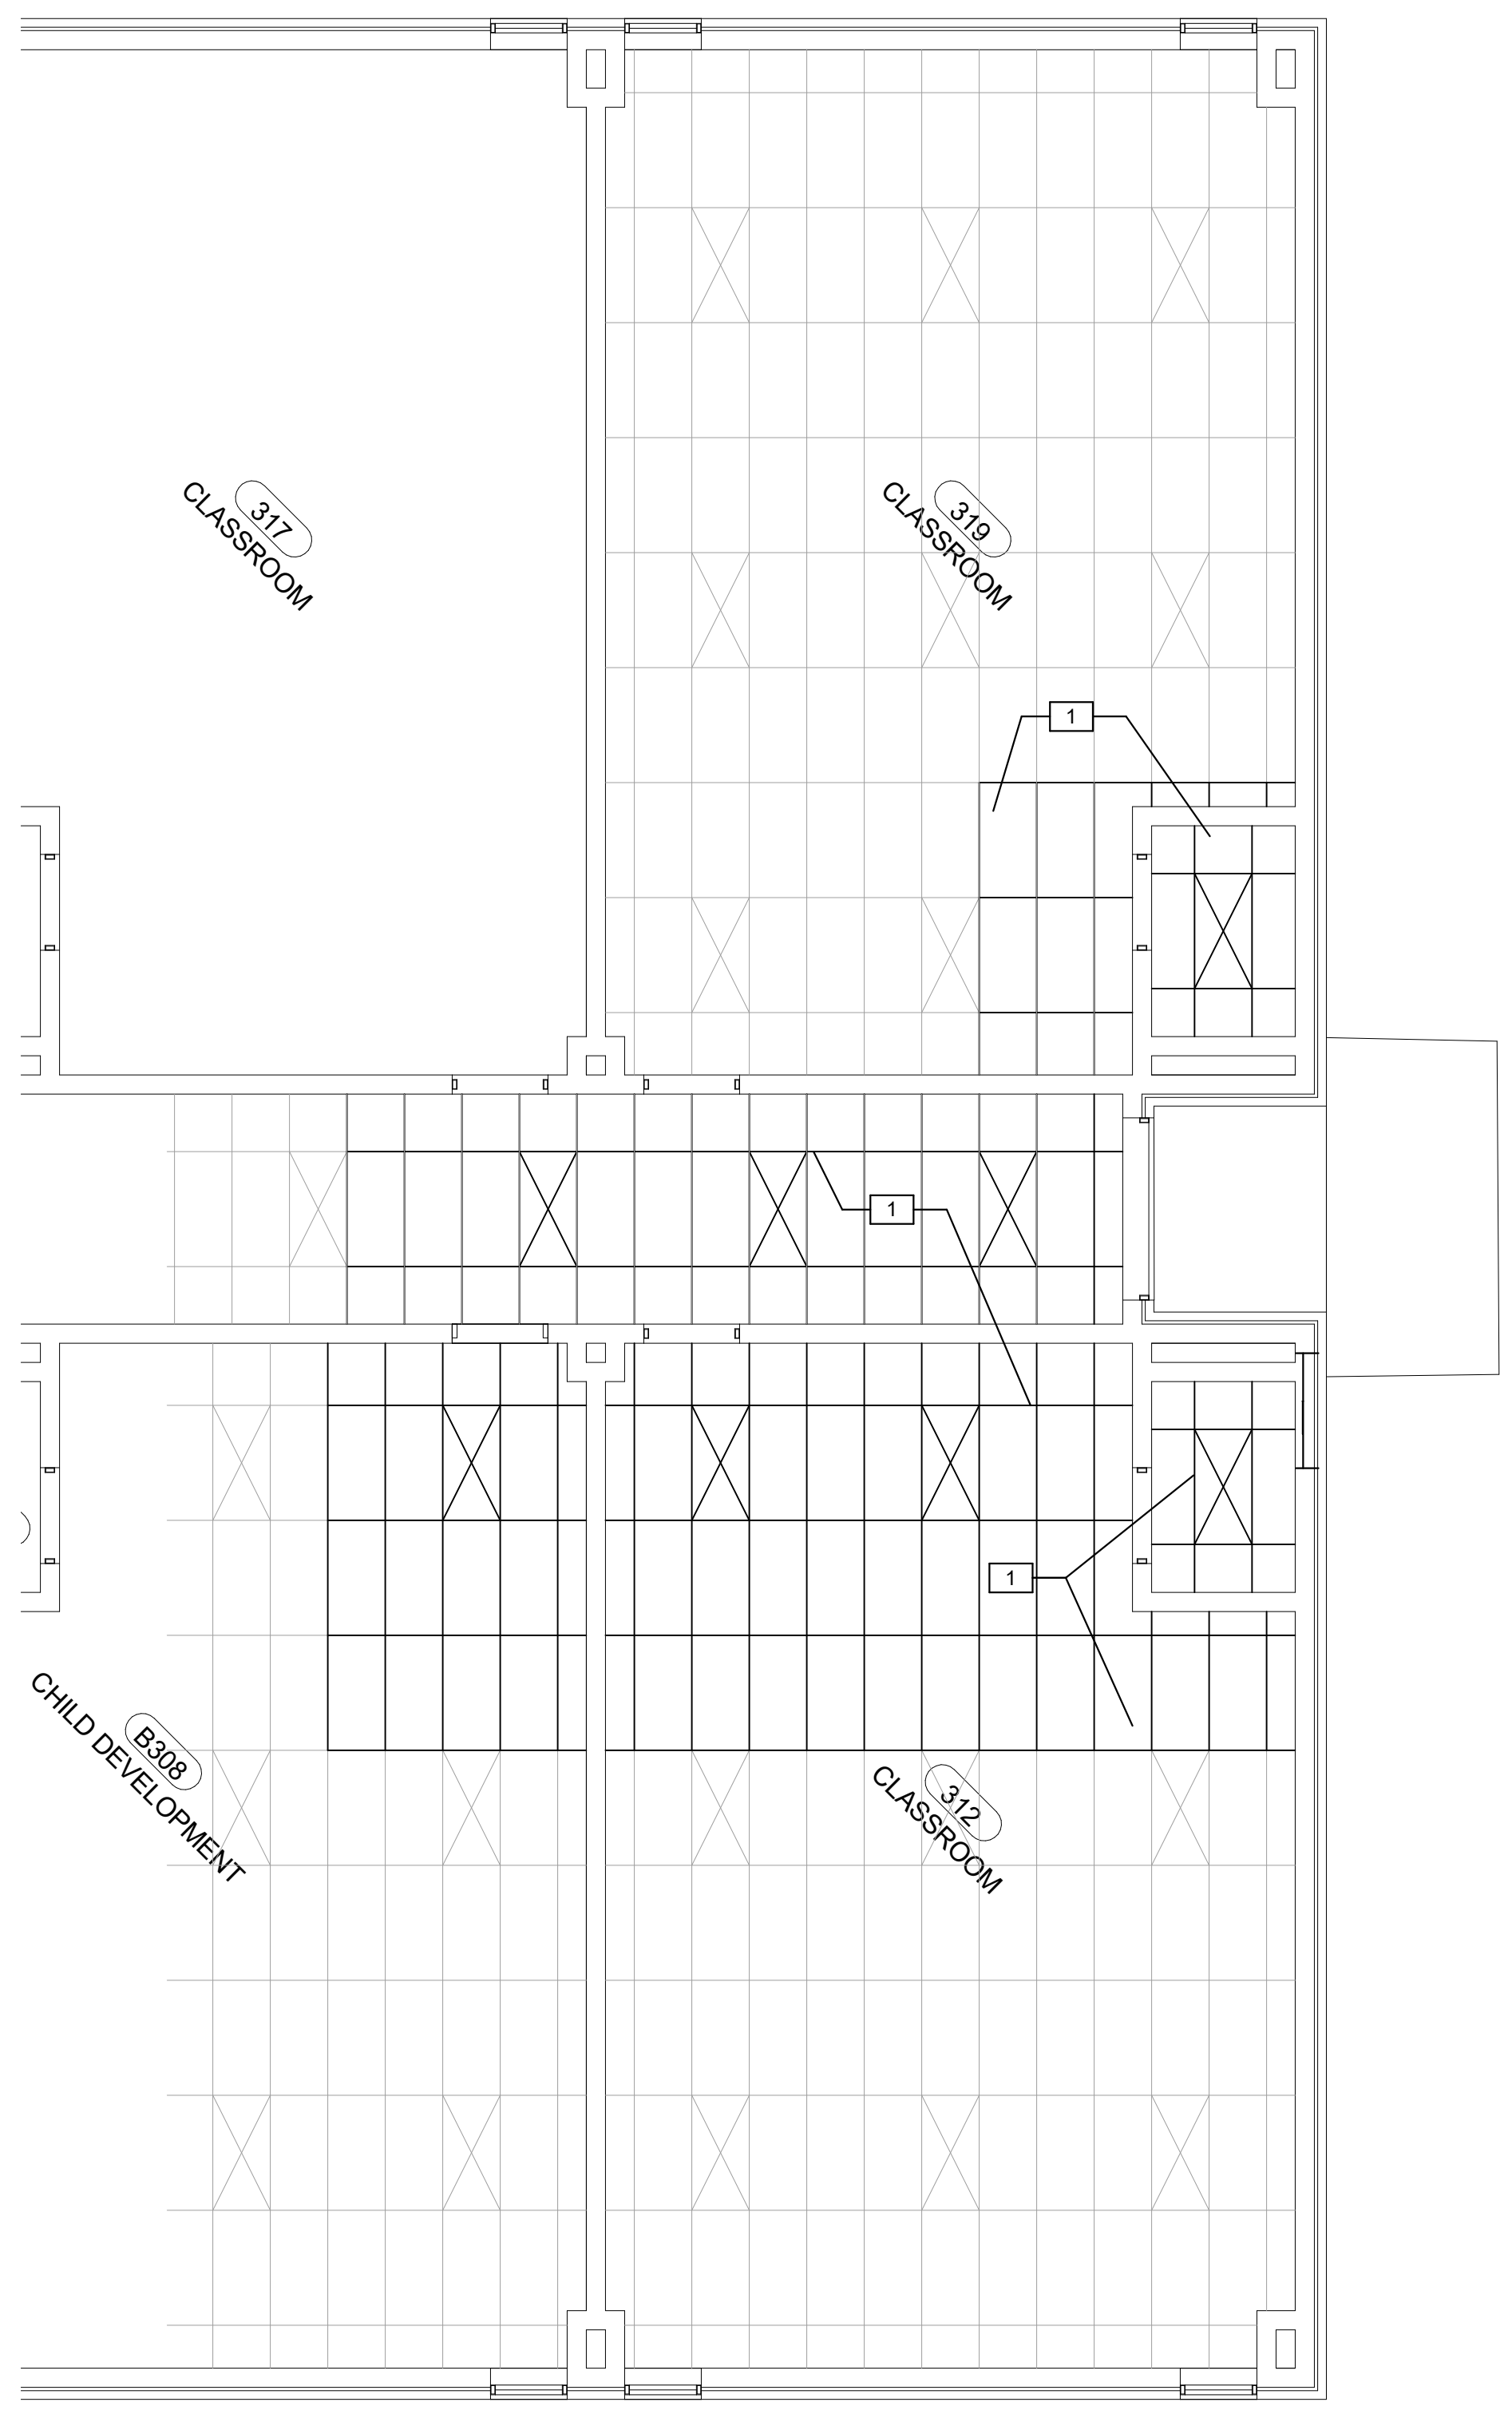 317
CLASSROOM
319
CLASSROOM
1
1
1
B308
CHILD DEVELOPMENT
312
CLASSROOM